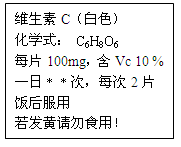 维生素 C（白色）
化学式： C₆H₈O₆
每片 100mg，含 Vc 10 %
一日 * * 次，每次 2 片
饭后服用
若发黄请勿食用！